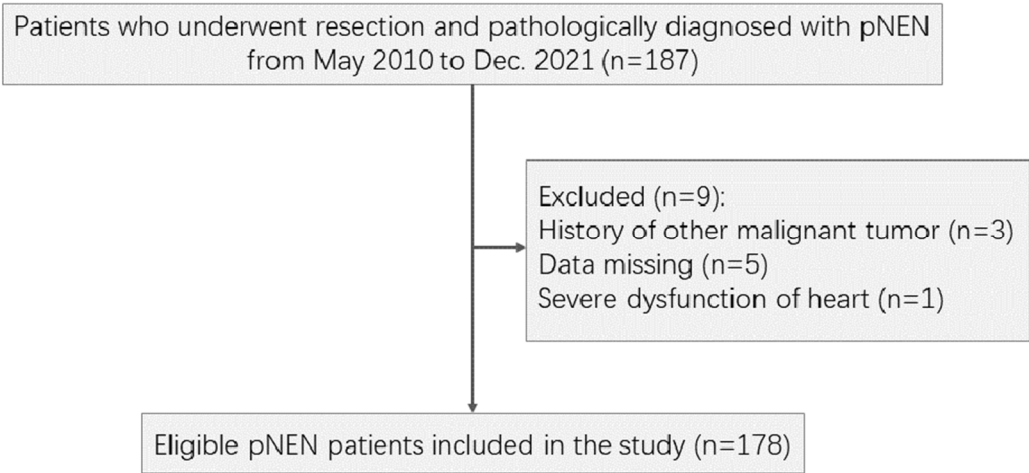 Patients who underwent resection and pathologically diagnosed with pNEN
from May 2010 to Dec. 2021 (n=187)
Excluded (n=9):
History of other malignant tumor (n=3)
Data missing (n=5)
Severe dysfunction of heart (n=1)
Eligible pNEN patients included in the study (n=178)